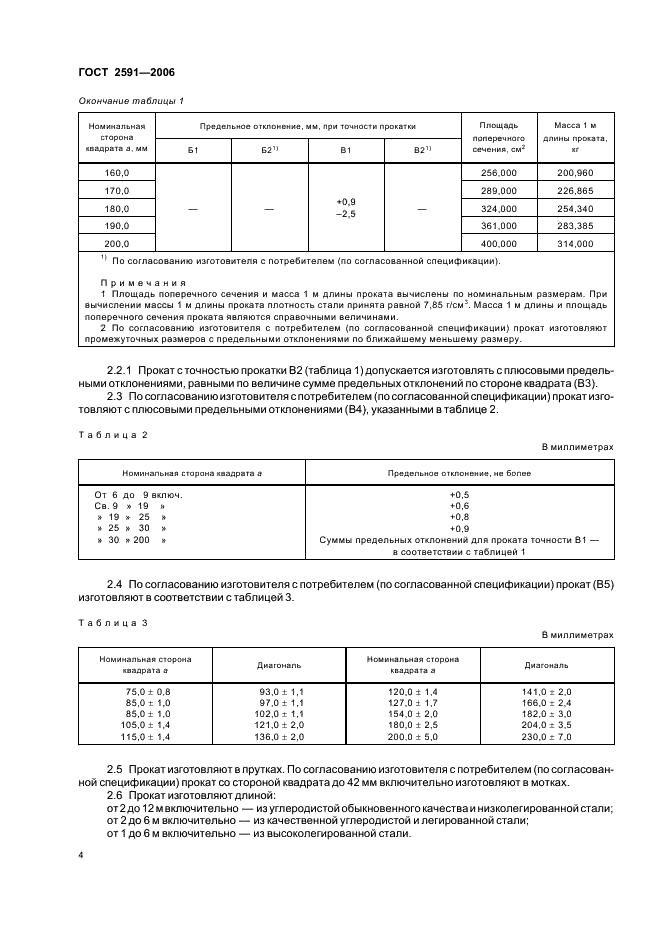 ГОСТ 2591—2006
Окончание таблицы 1
Номинальная сторона квадрата а, мм | Предельное отклонение, мм, при точности прокатки | Площадь поперечного сечения, см² | Масса 1 м длины проката, кг
Б1 | Б2¹⁾ | В1 | В2¹⁾
160,0 | 256,000 | 200,960
170,0 | 289,000 | 226,865
180,0 | — | — | +0,9 –2,5 | — | 324,000 | 254,340
190,0 | 361,000 | 283,385
200,0 | 400,000 | 314,000
¹⁾ По согласованию изготовителя с потребителем (по согласованной спецификации).
Примечания
1 Площадь поперечного сечения и масса 1 м длины проката вычислены по номинальным размерам. При
вычислении массы 1 м длины проката плотность стали принята равной 7,85 г/см³. Масса 1 м длины и площадь
поперечного сечения проката являются справочными величинами.
2 По согласованию изготовителя с потребителем (по согласованной спецификации) прокат изготовляют
промежуточных размеров с предельными отклонениями по ближайшему меньшему размеру.
2.2.1 Прокат с точностью прокатки В2 (таблица 1) допускается изготовлять с плюсовыми предель-
ными отклонениями, равными по величине сумме предельных отклонений по стороне квадрата (В3).
2.3 По согласованию изготовителя с потребителем (по согласованной спецификации) прокат изго-
товляют с плюсовыми предельными отклонениями (В4), указанными в таблице 2.
Таблица 2
В миллиметрах
Номинальная сторона квадрата а | Предельное отклонение, не более
От 6 до 9 включ. | +0,5
Св. 9 » 19 » | +0,6
» 19 » 25 » | +0,8
» 25 » 30 » | +0,9
» 30 » 200 » | Суммы предельных отклонений для проката точности В1 —
в соответствии с таблицей 1
2.4 По согласованию изготовителя с потребителем (по согласованной спецификации) прокат (В5)
изготовляют в соответствии с таблицей 3.
Таблица 3
В миллиметрах
Номинальная сторона квадрата а | Диагональ | Номинальная сторона квадрата а | Диагональ
75,0 ± 0,8 | 93,0 ± 1,1 | 120,0 ± 1,4 | 141,0 ± 2,0
85,0 ± 1,0 | 97,0 ± 1,1 | 127,0 ± 1,7 | 166,0 ± 2,4
85,0 ± 1,0 | 102,0 ± 1,1 | 154,0 ± 2,0 | 182,0 ± 3,0
105,0 ± 1,4 | 121,0 ± 2,0 | 180,0 ± 2,5 | 204,0 ± 3,5
115,0 ± 1,4 | 136,0 ± 2,0 | 200,0 ± 5,0 | 230,0 ± 7,0
2.5 Прокат изготовляют в прутках. По согласованию изготовителя с потребителем (по согласован-
ной спецификации) прокат со стороной квадрата до 42 мм включительно изготовляют в мотках.
2.6 Прокат изготовляют длиной:
от 2 до 12 м включительно — из углеродистой обыкновенного качества и низколегированной стали;
от 2 до 6 м включительно — из качественной углеродистой и легированной стали;
от 1 до 6 м включительно — из высоколегированной стали.
4